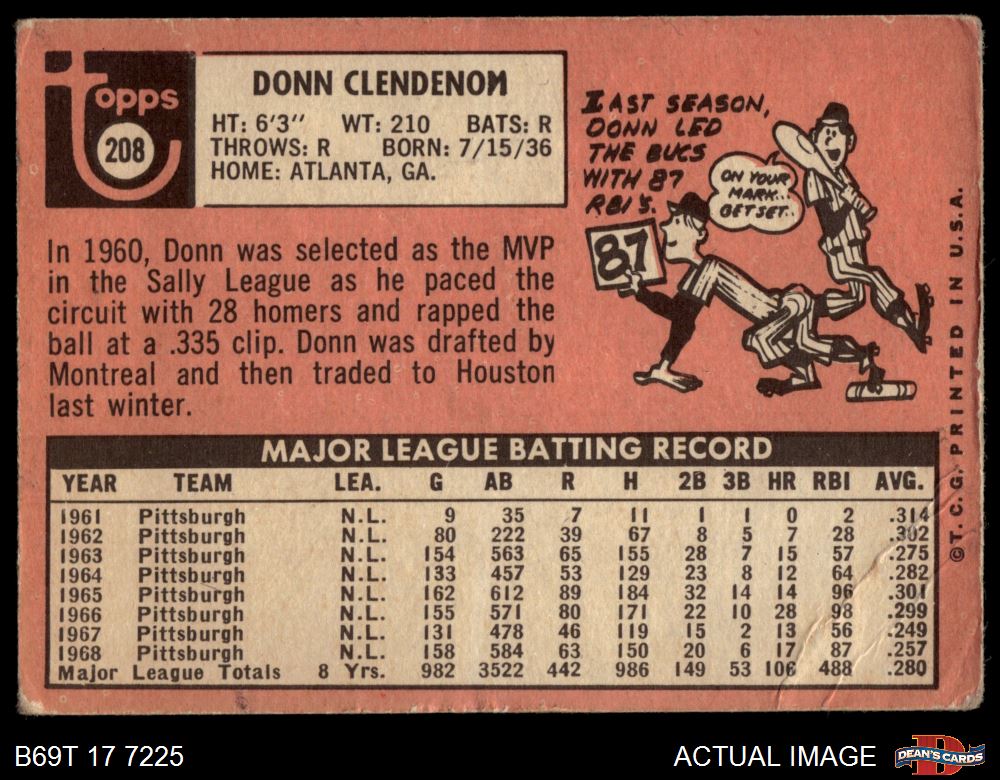 topps
208
DONN CLENDENON
HT: 6'3" WT: 210 BATS: R
THROWS: R BORN: 7/15/36
HOME: ATLANTA, GA.
LAST SEASON,
DONN LED
THE BUCS
WITH 87
RBI'S.
ON YOUR
MARK..
GET SET..
87
In 1960, Donn was selected as the MVP
in the Sally League as he paced the
circuit with 28 homers and rapped the
ball at a .335 clip. Donn was drafted by
Montreal and then traded to Houston
last winter.
MAJOR LEAGUE BATTING RECORD
YEAR TEAM LEA. G AB R H 2B 3B HR RBI AVG.
1961 Pittsburgh N.L. 9 35 7 11 1 1 0 2 .314
1962 Pittsburgh N.L. 80 222 39 67 8 5 7 28 .302
1963 Pittsburgh N.L. 154 563 65 155 28 7 15 57 .275
1964 Pittsburgh N.L. 133 457 53 129 23 8 12 64 .282
1965 Pittsburgh N.L. 162 612 89 184 32 14 14 96 .301
1966 Pittsburgh N.L. 155 571 80 171 22 10 28 98 .299
1967 Pittsburgh N.L. 131 478 46 119 15 2 13 56 .249
1968 Pittsburgh N.L. 158 584 63 150 20 6 17 87 .257
Major League Totals 8 Yrs. 982 3522 442 986 149 53 106 488 .280
©T. C. G. PRINTED IN U.S.A.
B69T 17 7225
ACTUAL IMAGE
D
DEAN'S CARDS